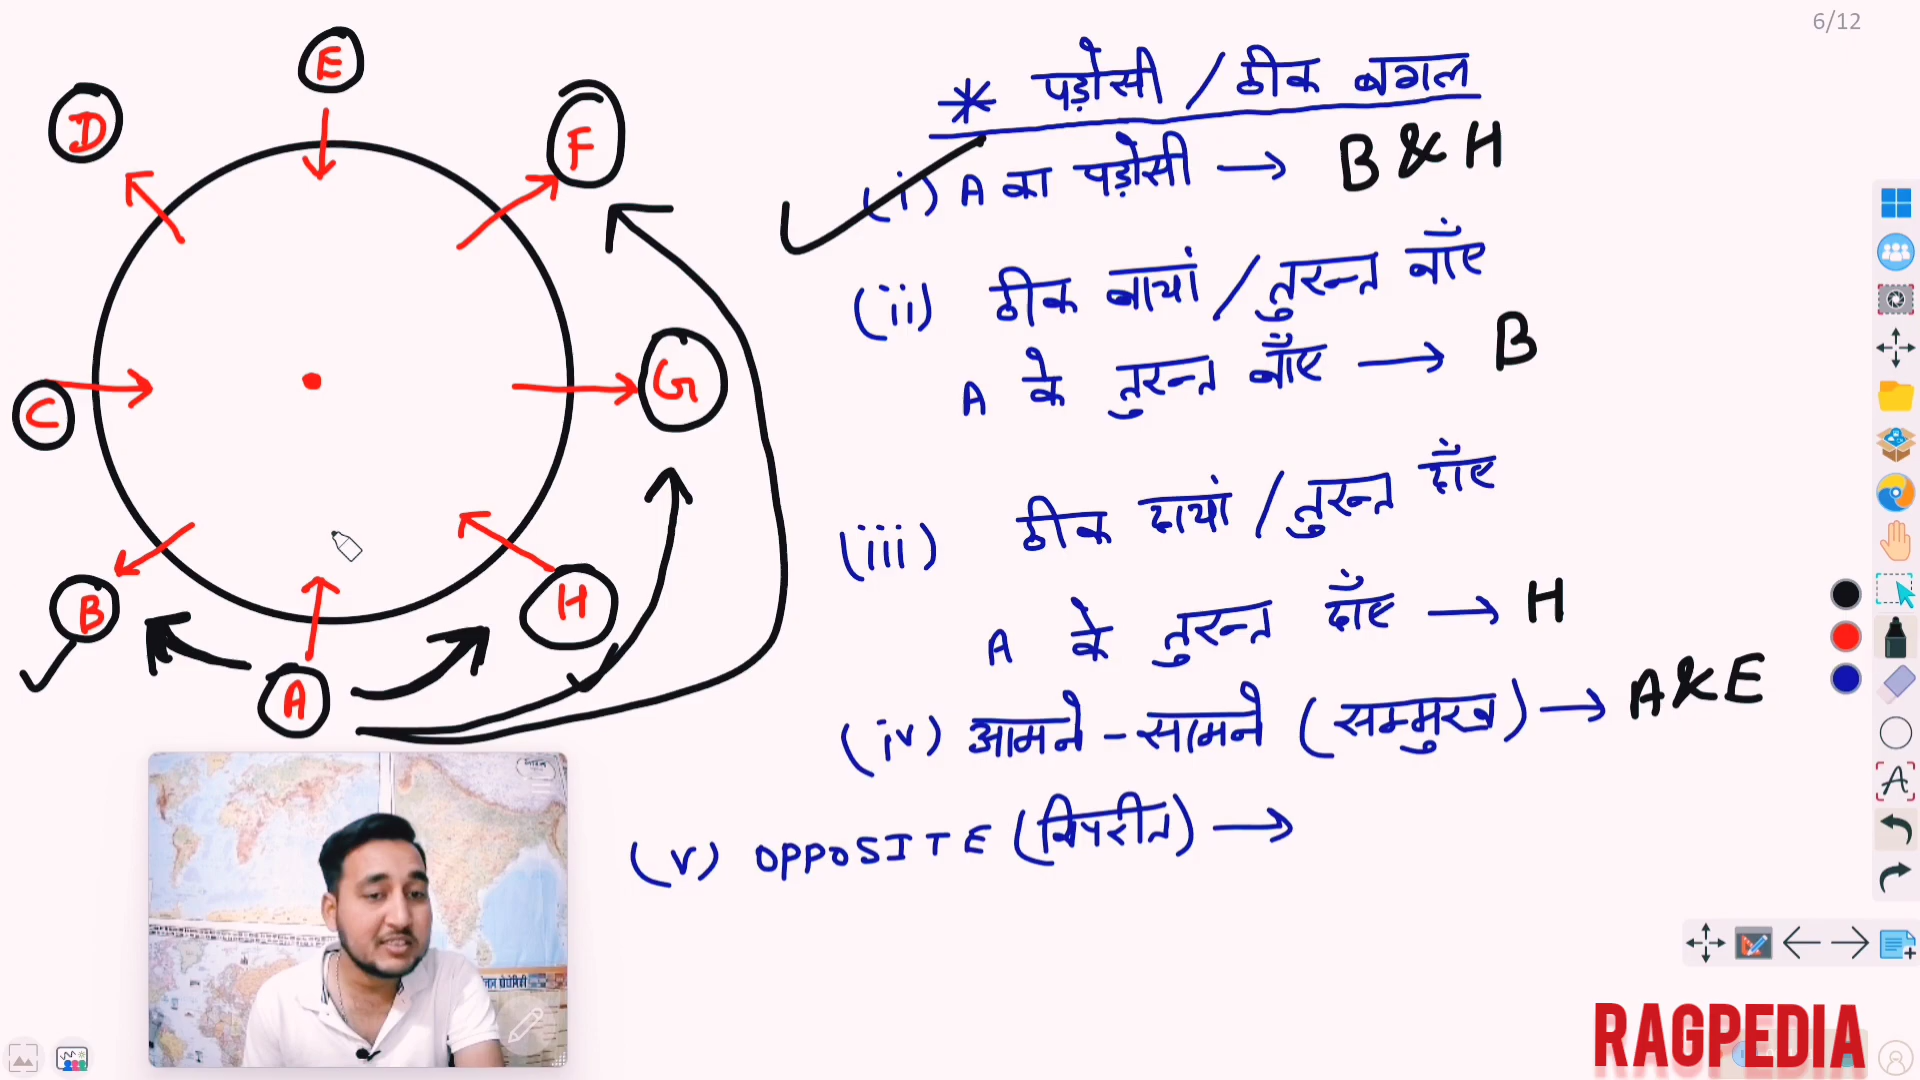 6/12
E
D
F
C
G
B
H
A
* पड़ोसी / ठीक बगल
(i) A का पड़ोसी → B & H
(ii) ठीक बायां / तुरन्त बाँए
A के तुरन्त बाँए → B
(iii) ठीक दायां / तुरन्त दाँए
A के तुरन्त दाँए → H
(iv) आमने - सामने (सम्मुख) → A & E
(v) OPPOSITE (विपरीत) →
RAGPEDIA